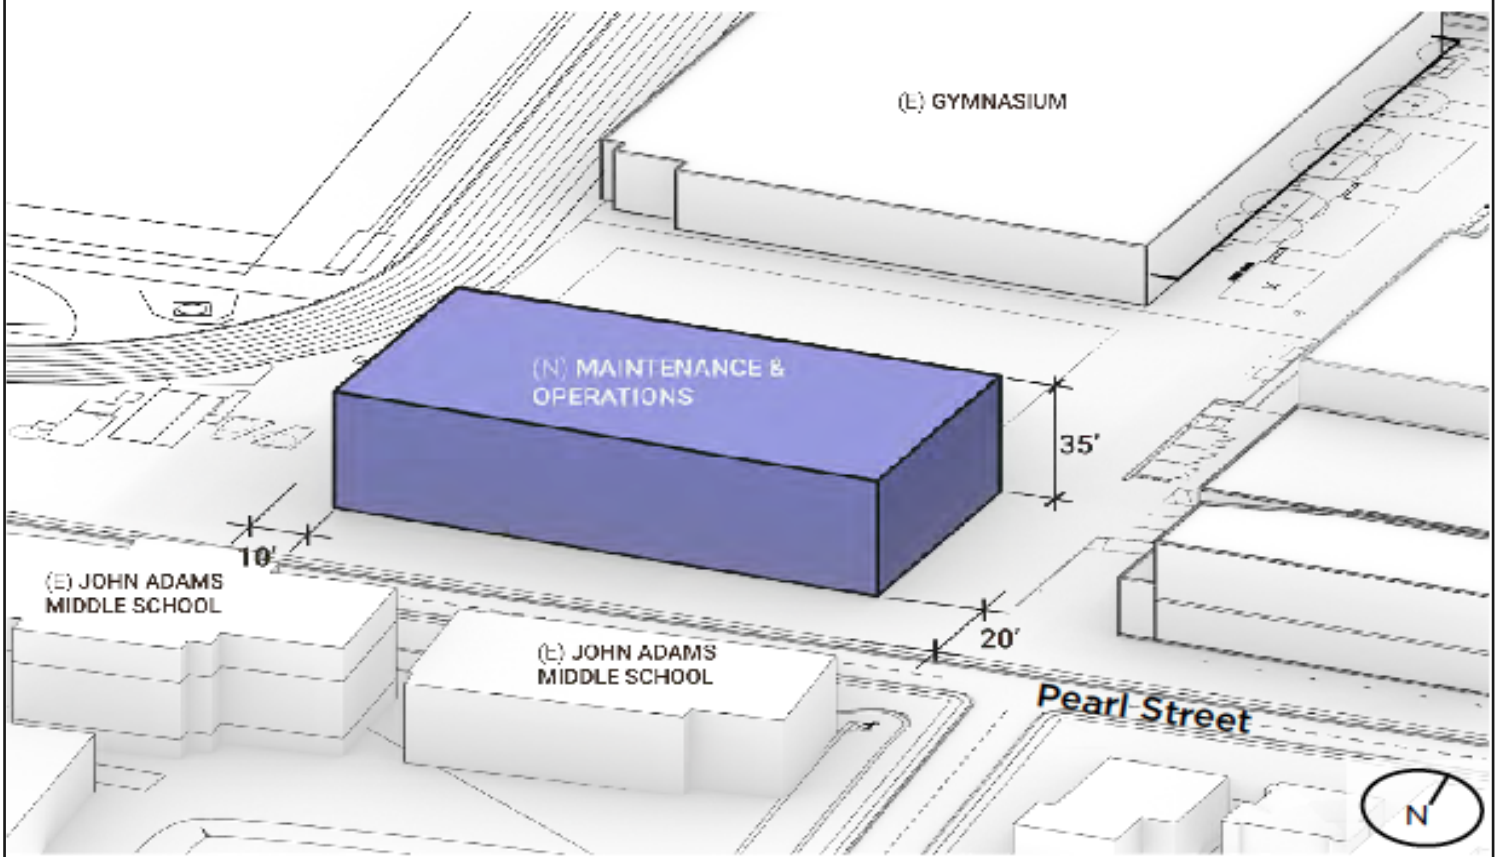 (E) GYMNASIUM
(N) MAINTENANCE &
OPERATIONS
35'
10'
(E) JOHN ADAMS
MIDDLE SCHOOL
20'
(E) JOHN ADAMS
MIDDLE SCHOOL
Pearl Street
N